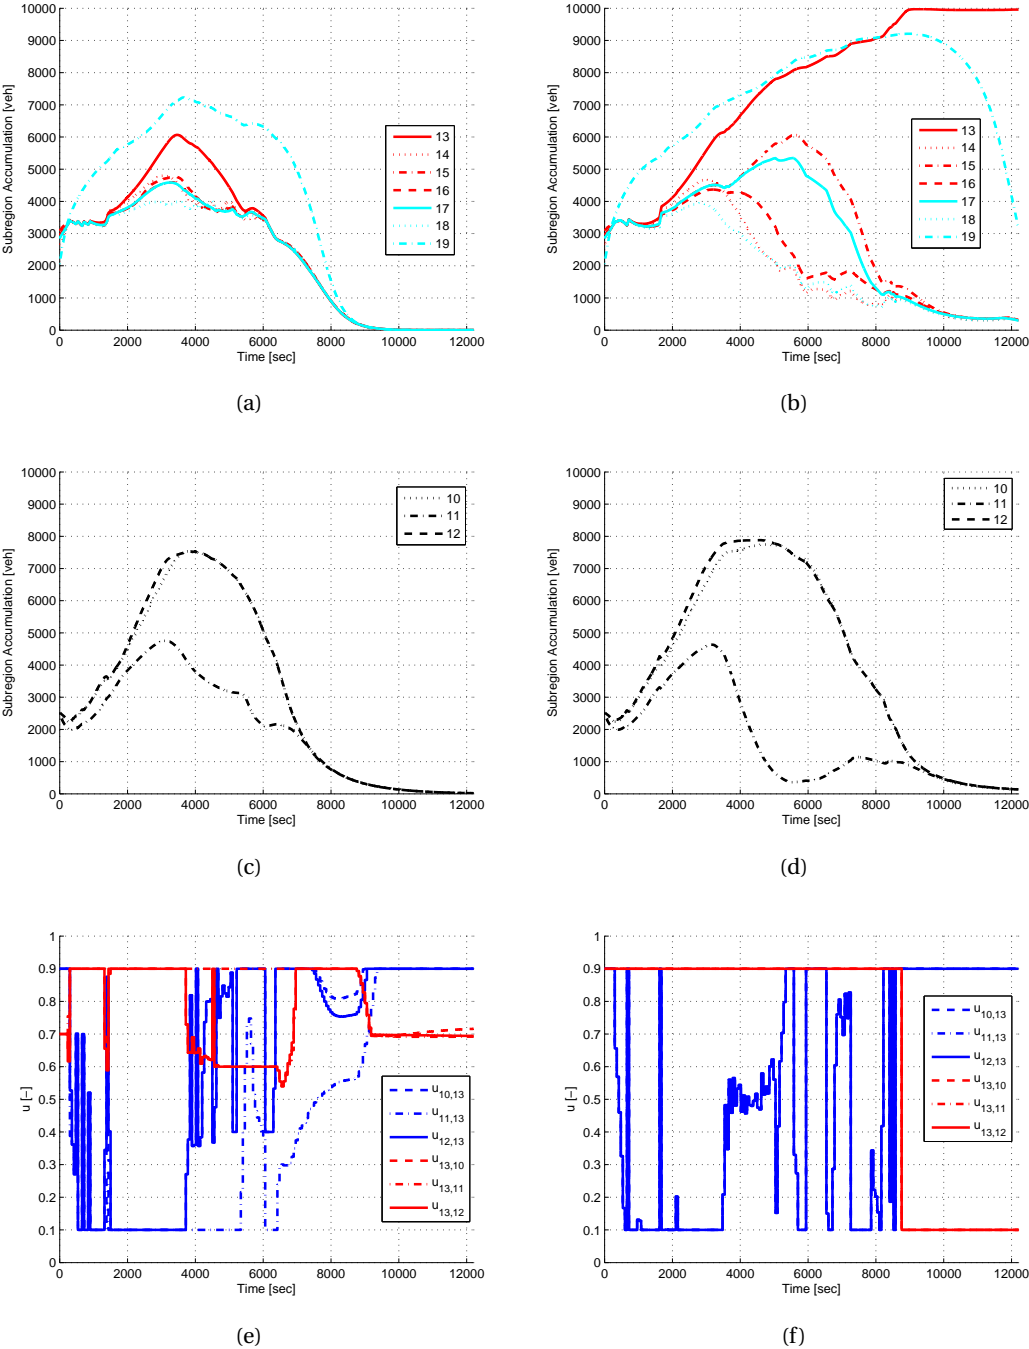 10000
9000
8000
7000
6000
5000
4000
3000
2000
1000
0
Subregion Accumulation [veh]
0 2000 4000 6000 8000 10000 12000
Time [sec]
13
14
15
16
17
18
19
(a)
10000
9000
8000
7000
6000
5000
4000
3000
2000
1000
0
Subregion Accumulation [veh]
0 2000 4000 6000 8000 10000 12000
Time [sec]
13
14
15
16
17
18
19
(b)
10000
9000
8000
7000
6000
5000
4000
3000
2000
1000
0
Subregion Accumulation [veh]
0 2000 4000 6000 8000 10000 12000
Time [sec]
10
11
12
(c)
10000
9000
8000
7000
6000
5000
4000
3000
2000
1000
0
Subregion Accumulation [veh]
0 2000 4000 6000 8000 10000 12000
Time [sec]
10
11
12
(d)
1
0.9
0.8
0.7
0.6
0.5
0.4
0.3
0.2
0.1
0
u [−]
0 2000 4000 6000 8000 10000 12000
Time [sec]
u10,13
u11,13
u12,13
u13,10
u13,11
u13,12
(e)
1
0.9
0.8
0.7
0.6
0.5
0.4
0.3
0.2
0.1
0
u [−]
0 2000 4000 6000 8000 10000 12000
Time [sec]
u10,13
u11,13
u12,13
u13,10
u13,11
u13,12
(f)